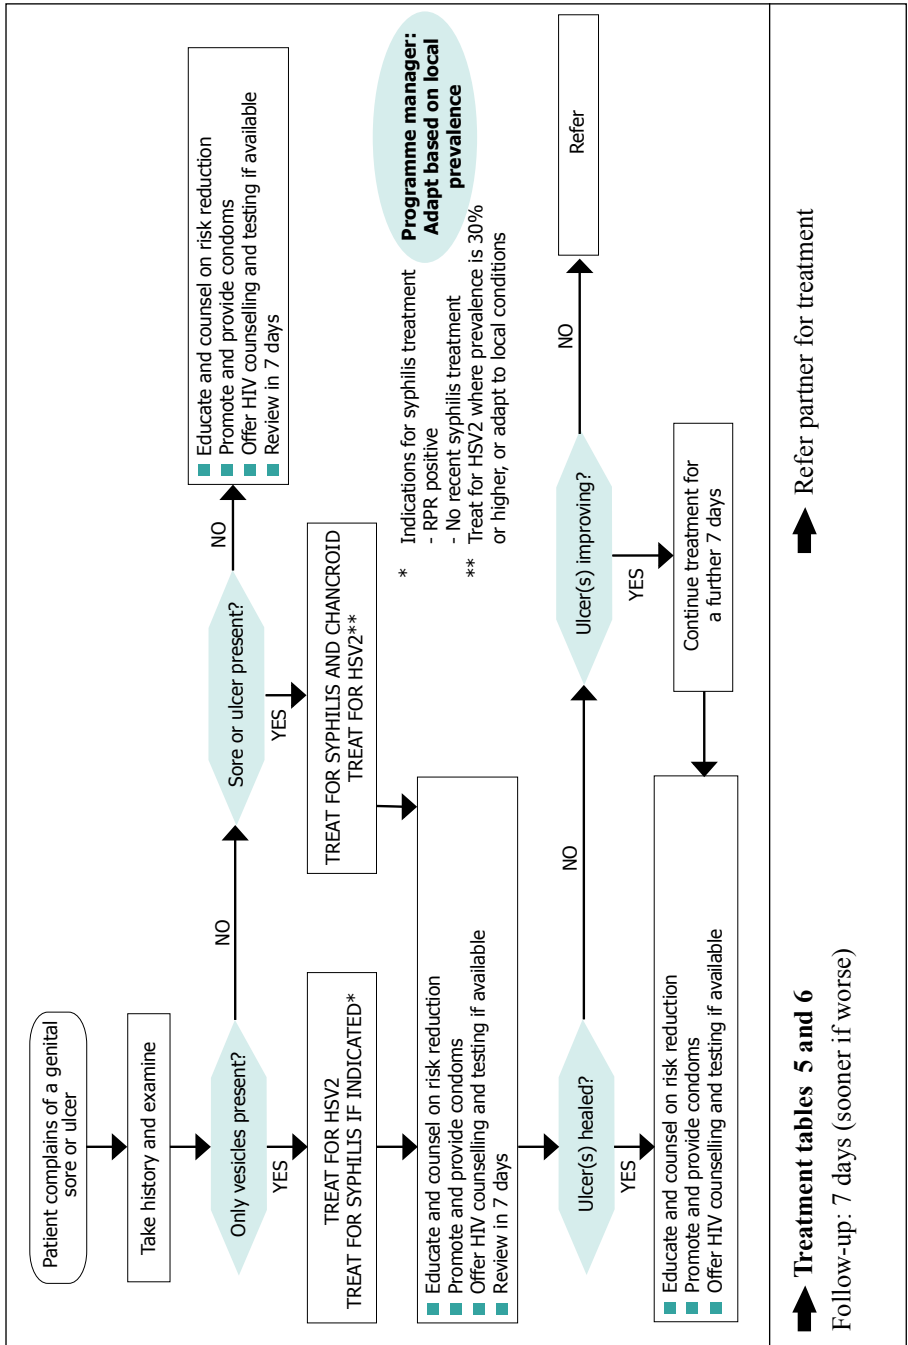 Patient complains of a genital
sore or ulcer
Take history and examine
Only vesicles present?
NO
Sore or ulcer present?
NO
■ Educate and counsel on risk reduction
■ Promote and provide condoms
■ Offer HIV counselling and testing if available
■ Review in 7 days
YES
YES
TREAT FOR HSV2
TREAT FOR SYPHILIS IF INDICATED*
TREAT FOR SYPHILIS AND CHANCROID
TREAT FOR HSV2**
* Indications for syphilis treatment
- RPR positive
- No recent syphilis treatment
** Treat for HSV2 where prevalence is 30%
or higher, or adapt to local conditions
Programme manager:
Adapt based on local
prevalence
■ Educate and counsel on risk reduction
■ Promote and provide condoms
■ Offer HIV counselling and testing if available
■ Review in 7 days
Ulcer(s) healed?
NO
Ulcer(s) improving?
NO
Refer
YES
YES
■ Educate and counsel on risk reduction
■ Promote and provide condoms
■ Offer HIV counselling and testing if available
Continue treatment for
a further 7 days
Treatment tables 5 and 6
Follow-up: 7 days (sooner if worse)
Refer partner for treatment